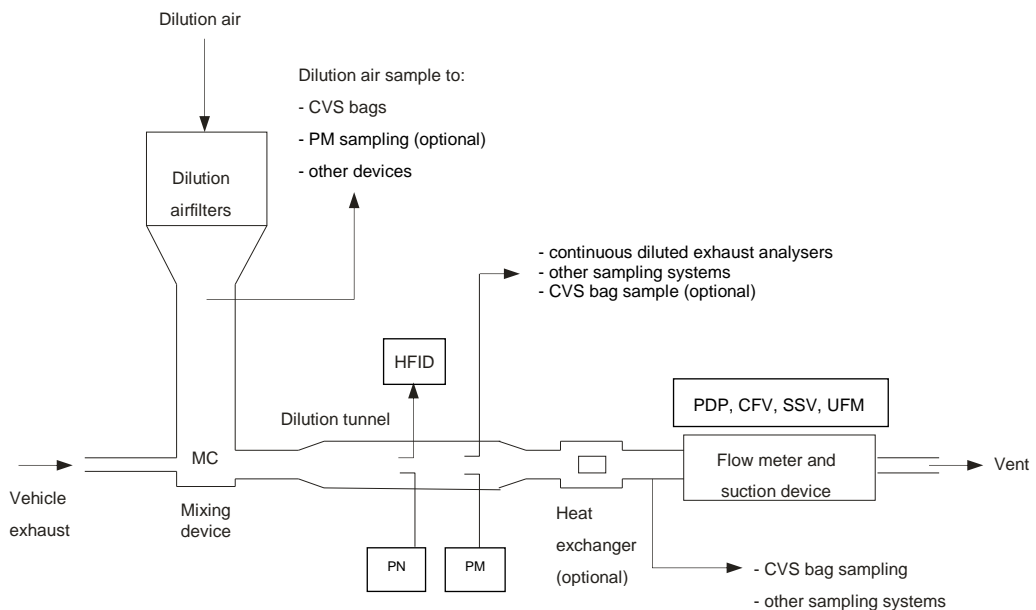 Dilution air
Dilution air sample to:
- CVS bags
- PM sampling (optional)
- other devices
Dilution
airfilters
- continuous diluted exhaust analysers
- other sampling systems
- CVS bag sample (optional)
HFID
PDP, CFV, SSV, UFM
Dilution tunnel
MC
Flow meter and
suction device
Vent
Vehicle
exhaust
Mixing
device
Heat
exchanger
(optional)
PN
PM
- CVS bag sampling
- other sampling systems